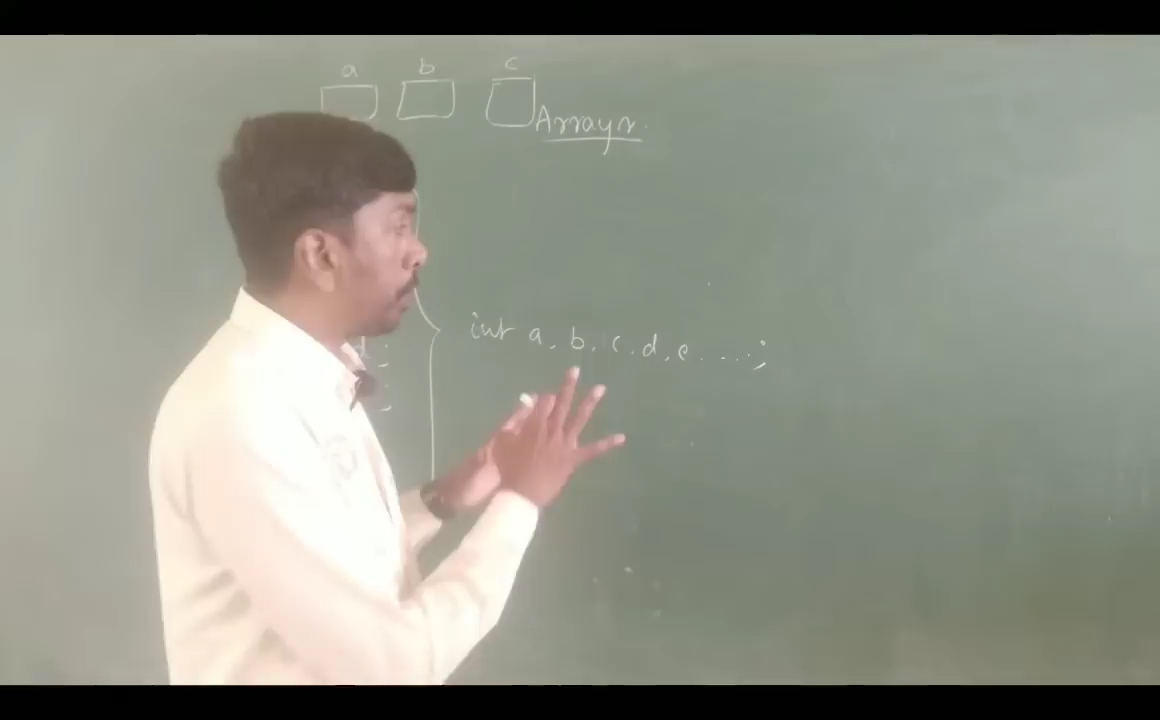 a b c
Arrays.
int a, b, c, d, e .....;
d;
;